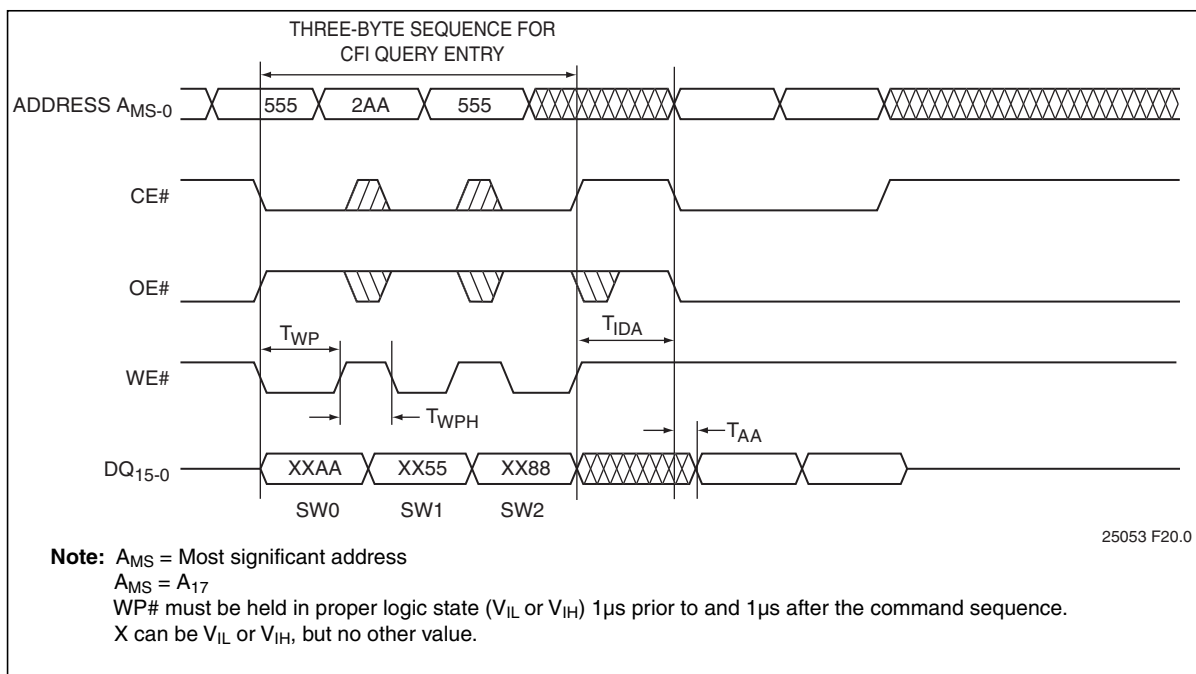 THREE-BYTE SEQUENCE FOR
CFI QUERY ENTRY
ADDRESS AMS-0
555 2AA 555
CE#
OE#
TWP TIDA
WE#
TWPH
TAA
DQ15-0
XXAA XX55 XX88
SW0 SW1 SW2
25053 F20.0
Note: AMS = Most significant address
AMS = A17
WP# must be held in proper logic state (VIL or VIH) 1µs prior to and 1µs after the command sequence.
X can be VIL or VIH, but no other value.